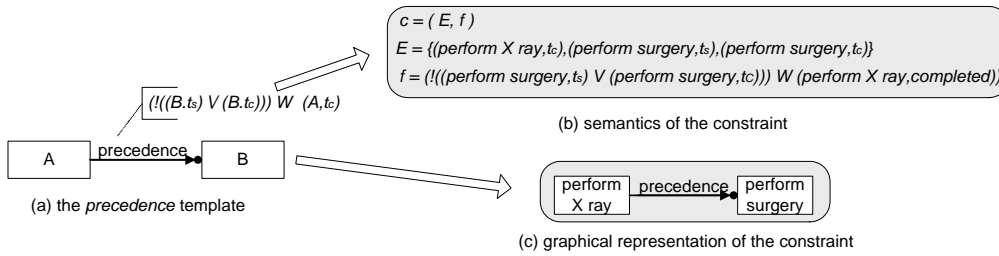 c = ( E, f )
E = {(perform X ray,tc),(perform surgery,ts),(perform surgery,tc)}
f = (!((perform surgery,ts) V (perform surgery,tC))) W (perform X ray,completed))
(b) semantics of the constraint
(!((B.ts) V (B.tc))) W (A,tc)
A
precedence
B
(a) the precedence template
perform
X ray
precedence
perform
surgery
(c) graphical representation of the constraint